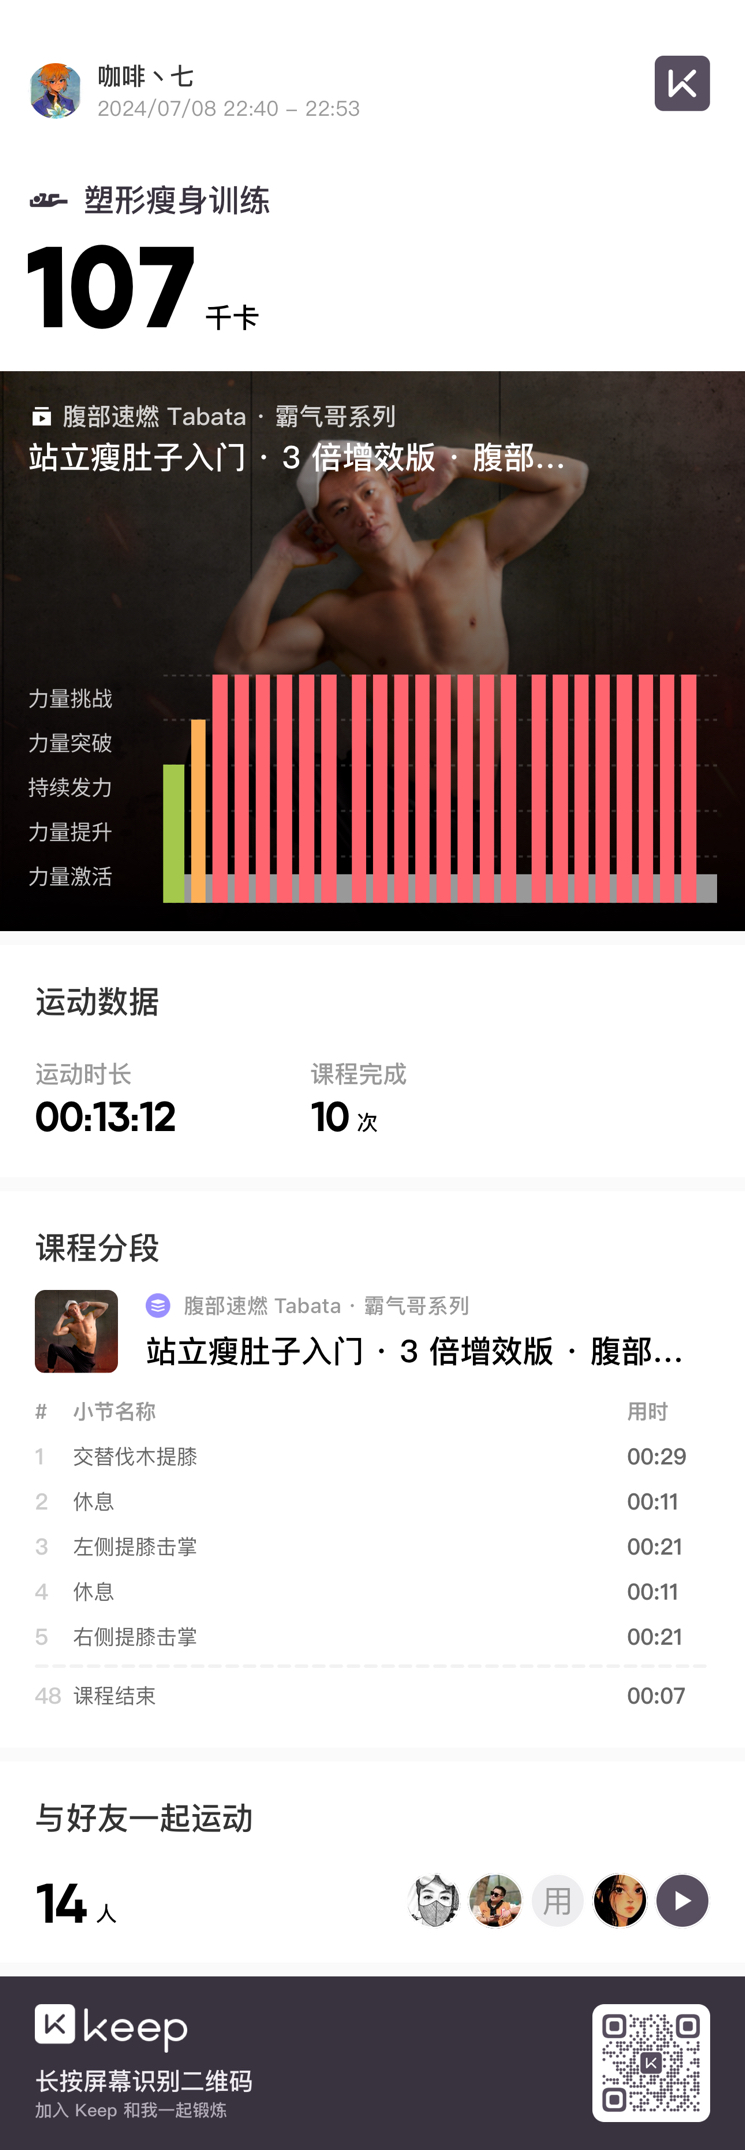 咖啡丶七
2024/07/08 22:40 – 22:53
塑形瘦身训练
107 千卡
腹部速燃 Tabata · 霸气哥系列
站立瘦肚子入门 · 3 倍增效版 · 腹部...
力量挑战
力量突破
持续发力
力量提升
力量激活
运动数据
运动时长 课程完成
00:13:12 10 次
课程分段
腹部速燃 Tabata · 霸气哥系列
站立瘦肚子入门 · 3 倍增效版 · 腹部...
# 小节名称 用时
1 交替伐木提膝 00:29
2 休息 00:11
3 左侧提膝击掌 00:21
4 休息 00:11
5 右侧提膝击掌 00:21
48 课程结束 00:07
与好友一起运动
14 人 用
keep
长按屏幕识别二维码
加入 Keep 和我一起锻炼